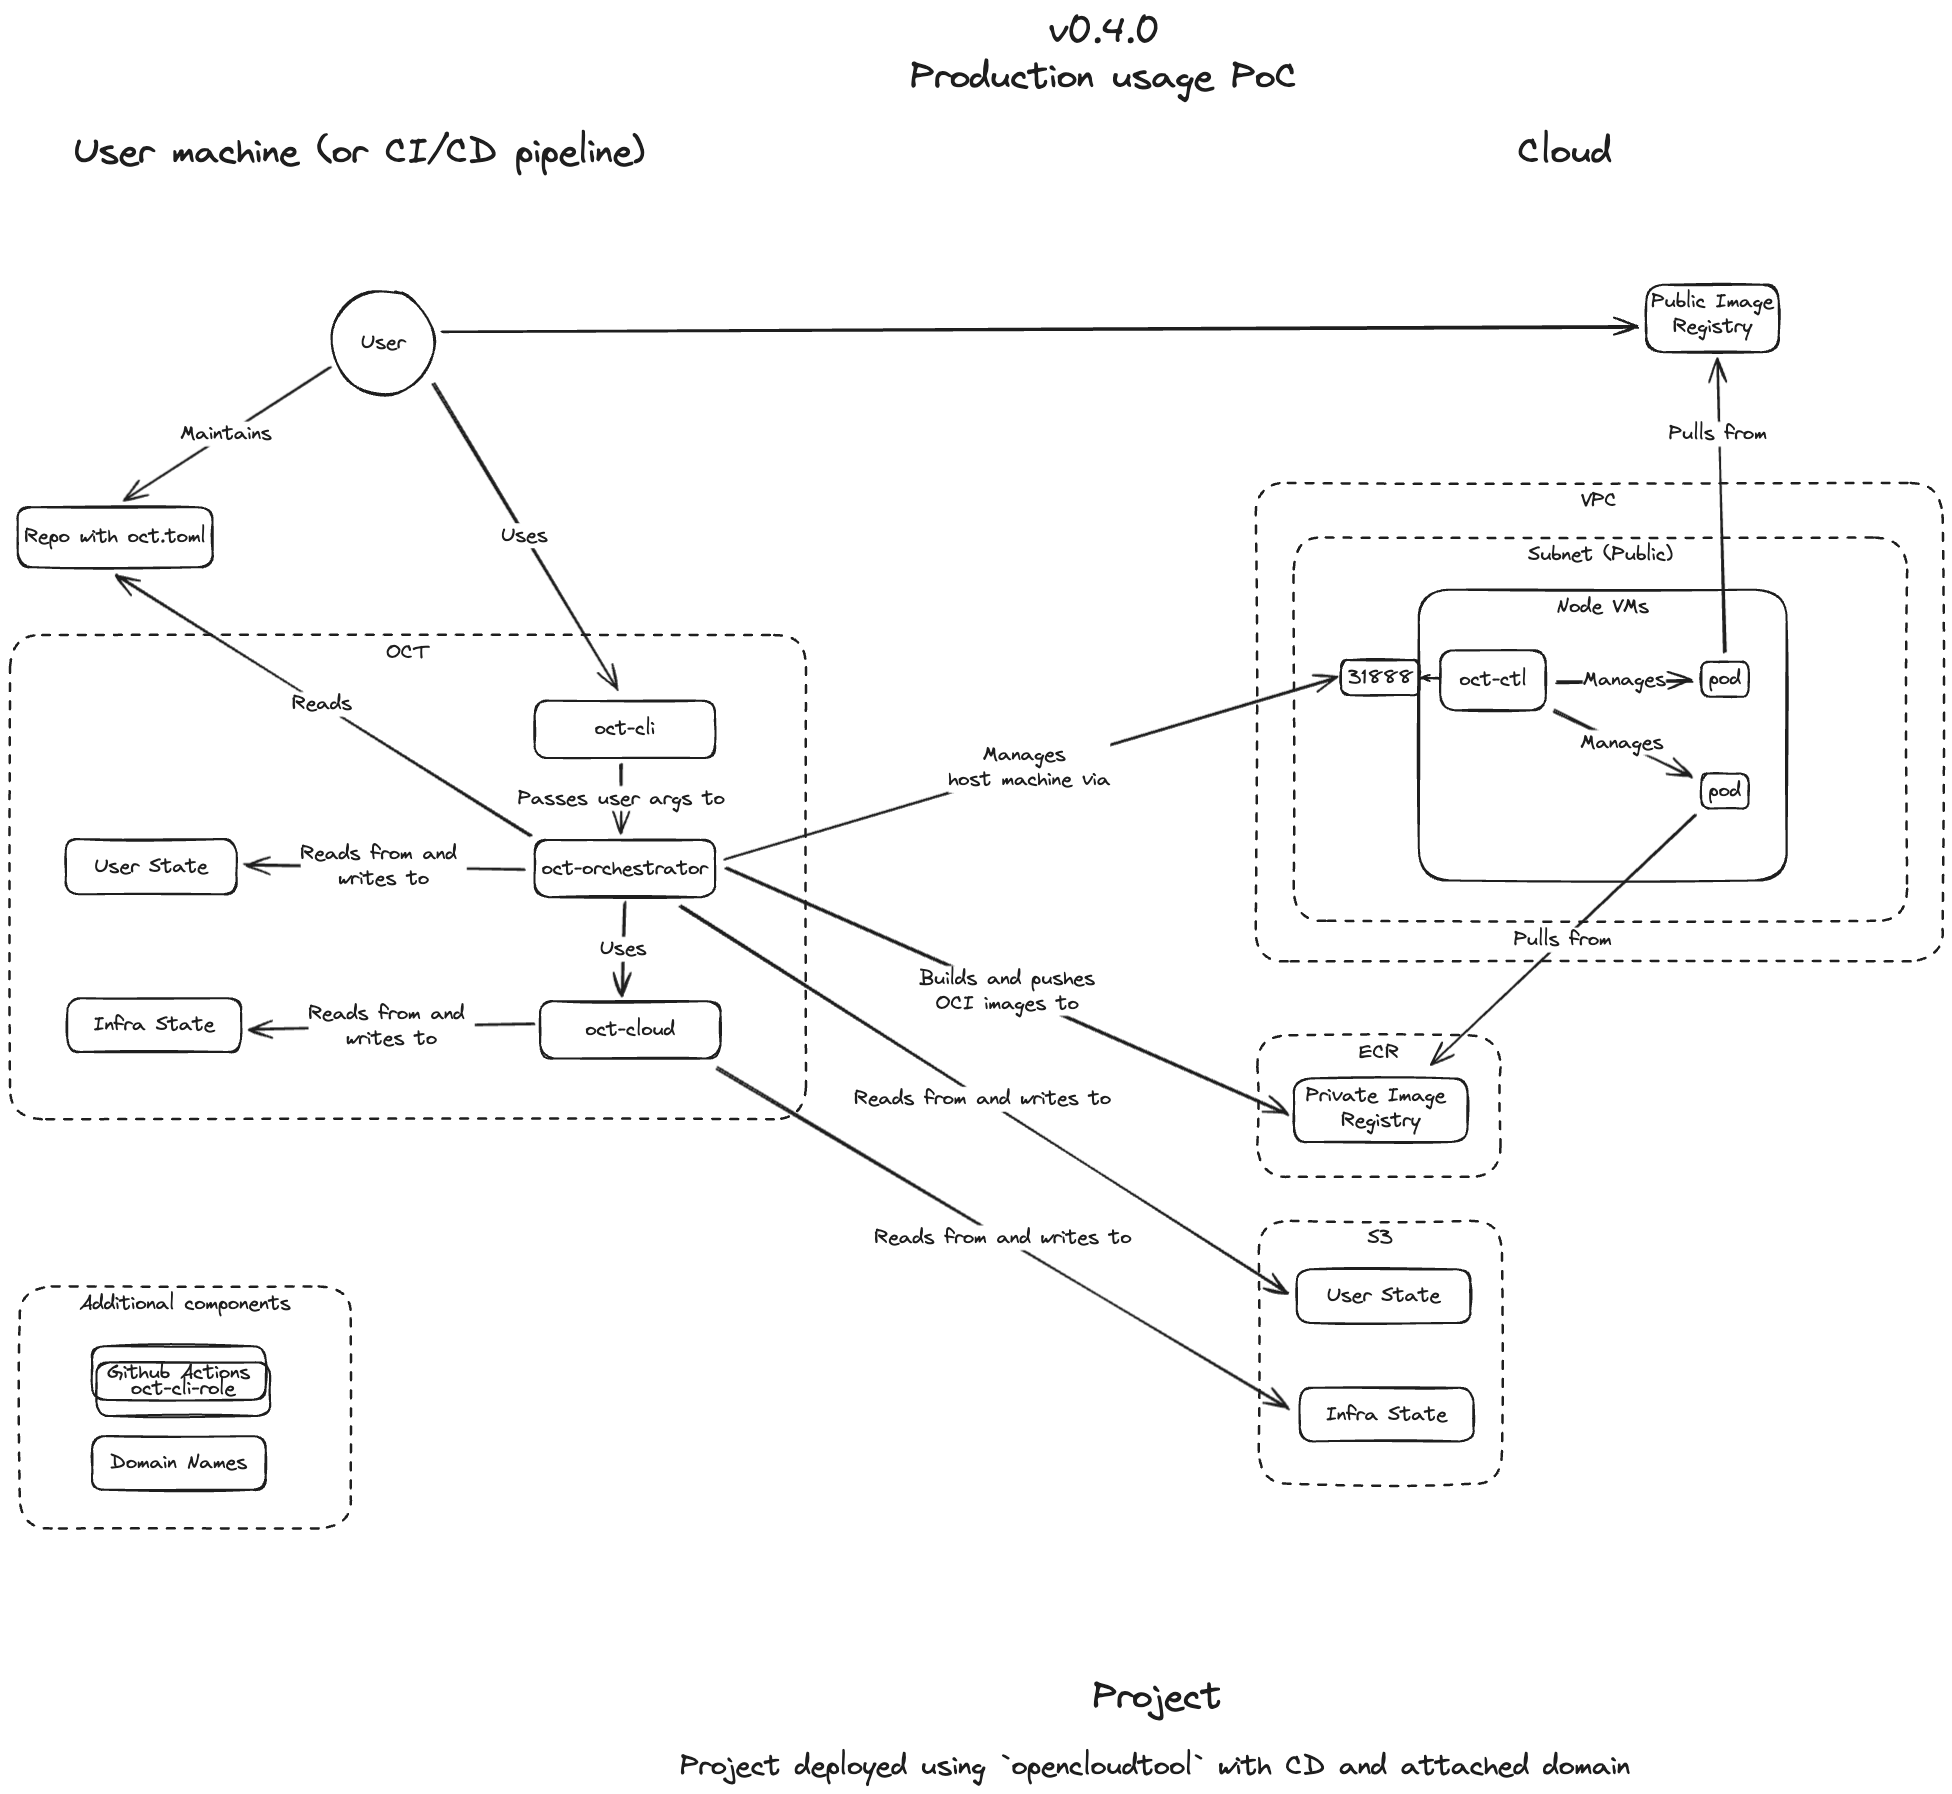 v0.4.0
Production usage PoC
User machine (or CI/CD pipeline)
Cloud
User
Public Image
Registry
Maintains
Pulls from
Repo with oct.toml
Uses
VPC
Subnet (Public)
Node VMs
OCT
Reads
31888
oct-ctl
Manages
pod
oct-cli
Manages
Manages
host machine via
pod
Passes user args to
User State
Reads from and
writes to
oct-orchestrator
Uses
Pulls from
Builds and pushes
OCI images to
Infra State
Reads from and
writes to
oct-cloud
ECR
Private Image
Registry
Reads from and writes to
Reads from and writes to
S3
User State
Infra State
Additional components
Github Actions
oct-cli-role
Domain Names
Project
Project deployed using `opencloudtool` with CD and attached domain